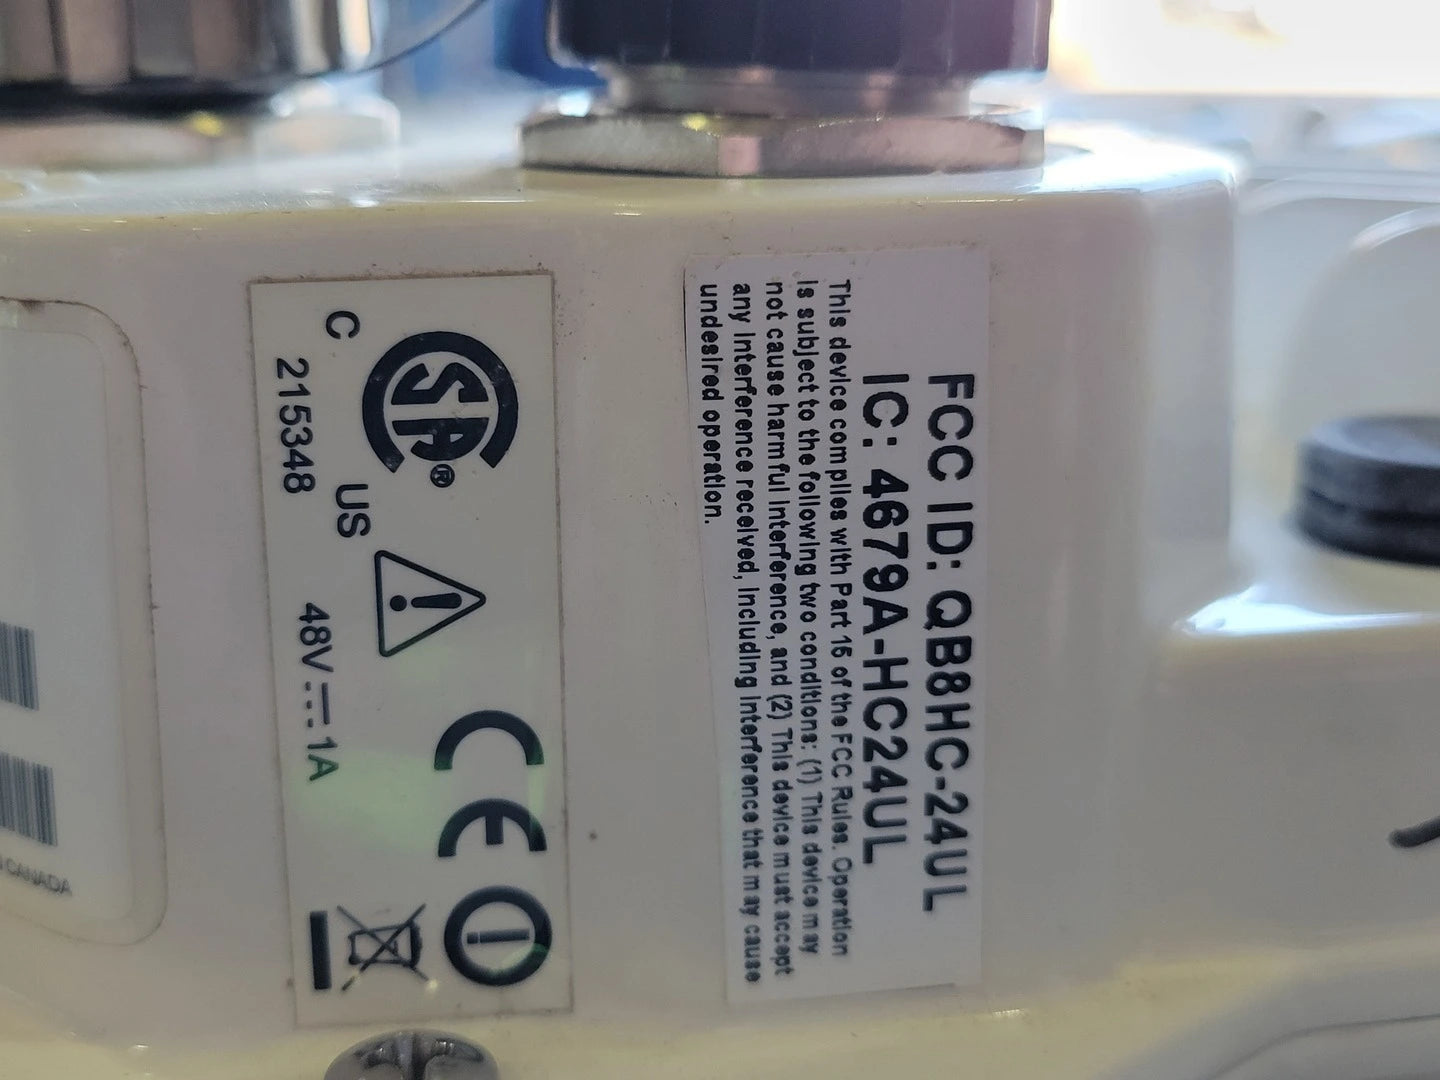 FCC ID: QB8HC-24UL
IC: 4679A-HC24UL
This device complies with Part 15 of the FCC Rules. Operation
is subject to the following two conditions: (1) This device may
not cause harmful interference, and (2) This device must accept
any interference received, including interference that may cause
undesired operation.
CSA®
C US
215348
48V 1A
CE
CANADA